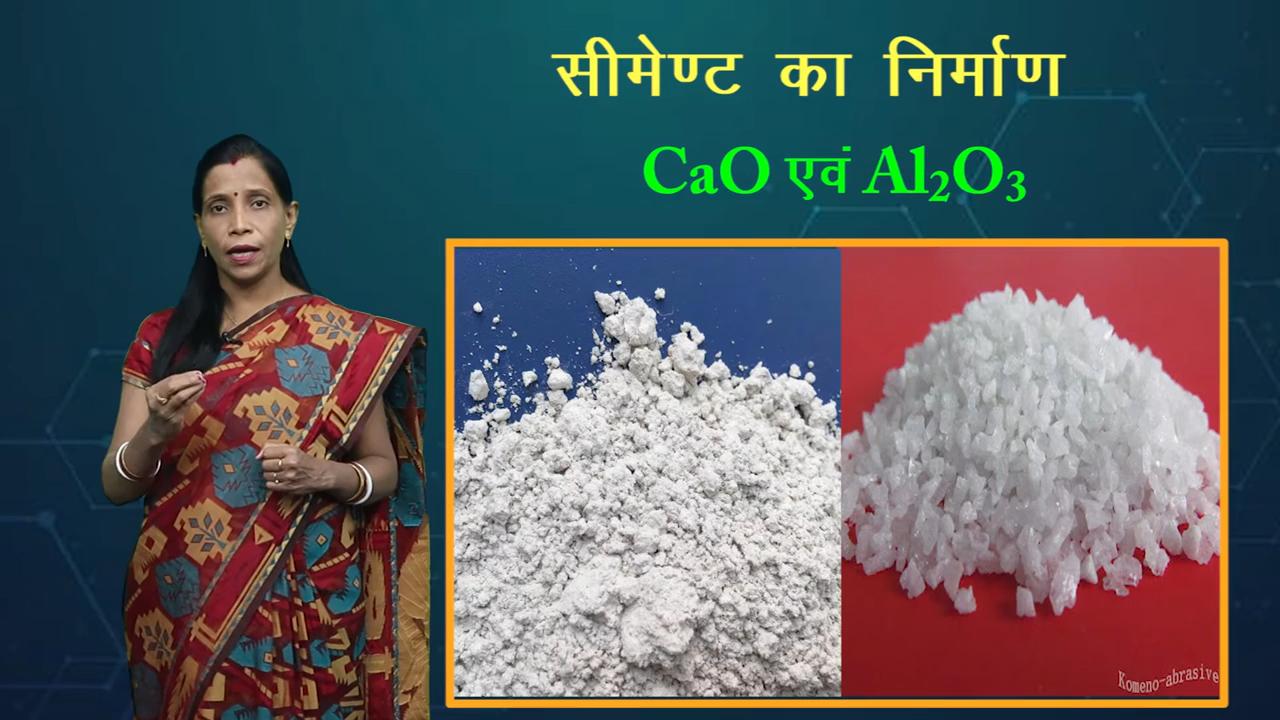 सीमेण्ट का निर्माण
CaO एवं Al₂O₃
Komeno-abrasive